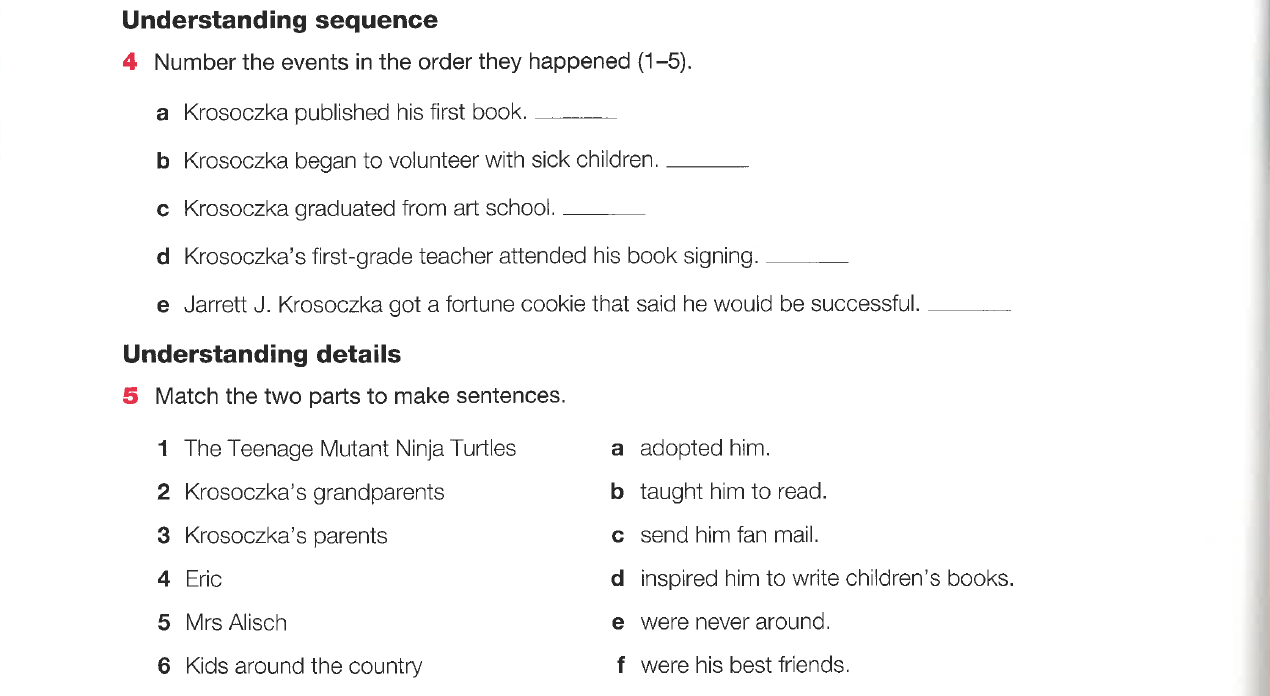 Understanding sequence
4 Number the events in the order they happened (1–5).
a Krosoczka published his first book. ______
b Krosoczka began to volunteer with sick children. ______
c Krosoczka graduated from art school. ______
d Krosoczka's first-grade teacher attended his book signing. ______
e Jarrett J. Krosoczka got a fortune cookie that said he would be successful. ______
Understanding details
5 Match the two parts to make sentences.
1 The Teenage Mutant Ninja Turtles a adopted him.
2 Krosoczka's grandparents b taught him to read.
3 Krosoczka's parents c send him fan mail.
4 Eric d inspired him to write children's books.
5 Mrs Alisch e were never around.
6 Kids around the country f were his best friends.